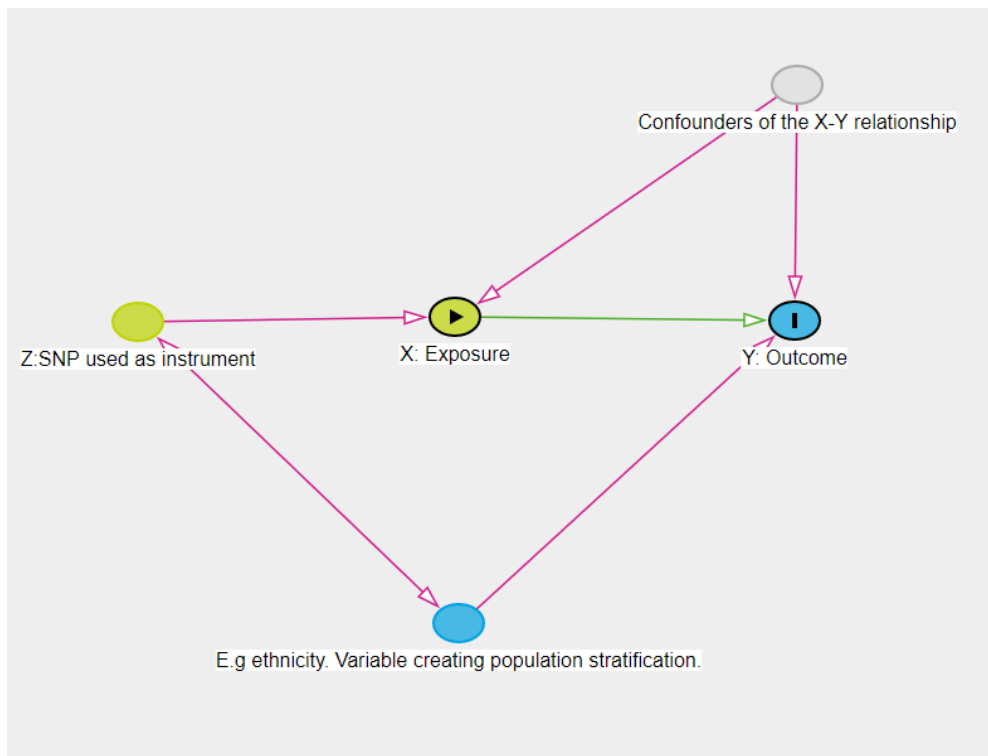 Confounders of the X-Y relationship
Z:SNP used as instrument
X: Exposure
Y: Outcome
E.g ethnicity. Variable creating population stratification.